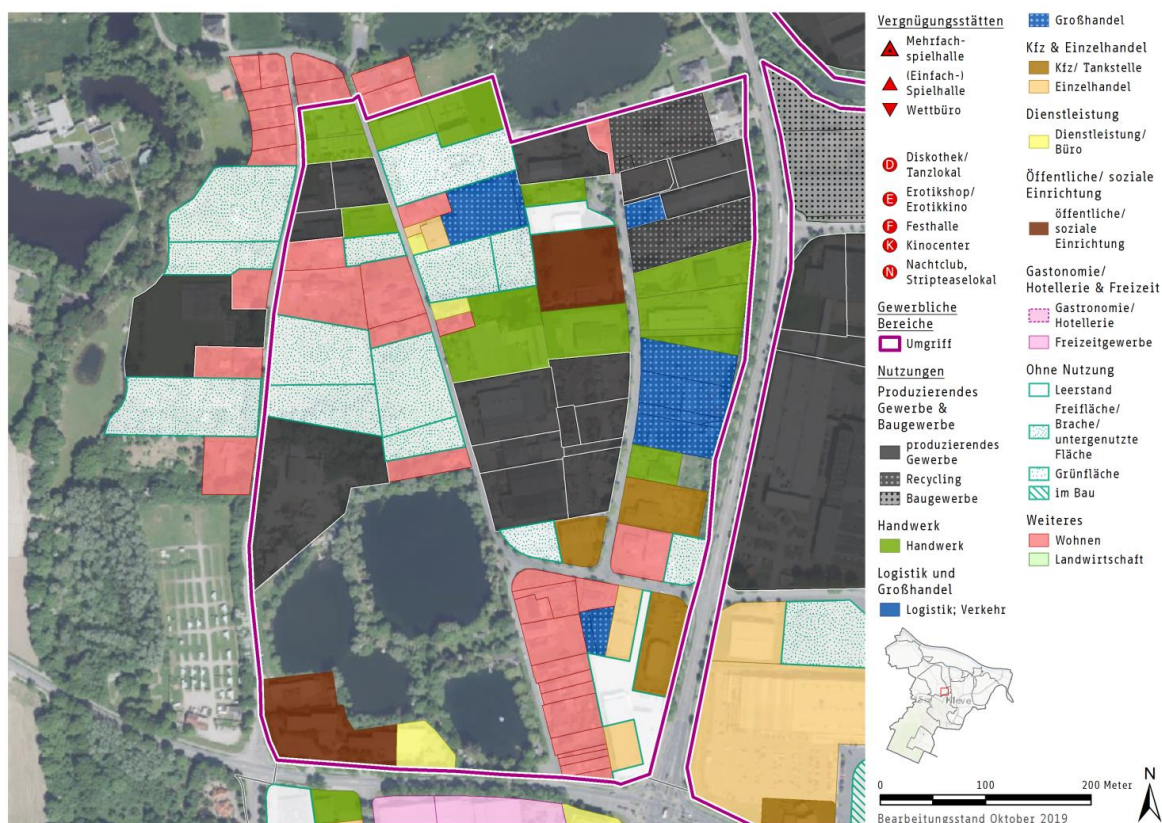 Vergnügungsstätten
Mehrfach-
spielhalle
(Einfach-)
Spielhalle
Wettbüro
D
Diskothek/
Tanzlokal
E
Erotikshop/
Erotikkino
F
Festhalle
K
Kinocenter
N
Nachtclub,
Stripteaselokal
Gewerbliche
Bereiche
Umgriff
Nutzungen
Produzierendes
Gewerbe &
Baugewerbe
produzierendes
Gewerbe
Recycling
Baugewerbe
Handwerk
Handwerk
Logistik und
Großhandel
Logistik; Verkehr
Großhandel
Kfz & Einzelhandel
Kfz/ Tankstelle
Einzelhandel
Dienstleistung
Dienstleistung/
Büro
Öffentliche/ soziale
Einrichtung
öffentliche/
soziale
Einrichtung
Gastonomie/
Hotellerie & Freizeit
Gastronomie/
Hotellerie
Freizeitgewerbe
Ohne Nutzung
Leerstand
Freifläche/
Brache/
untergenutzte
Fläche
Grünfläche
im Bau
Weiteres
Wohnen
Landwirtschaft
0 100 200 Meter
Bearbeitungsstand Oktober 2019
N